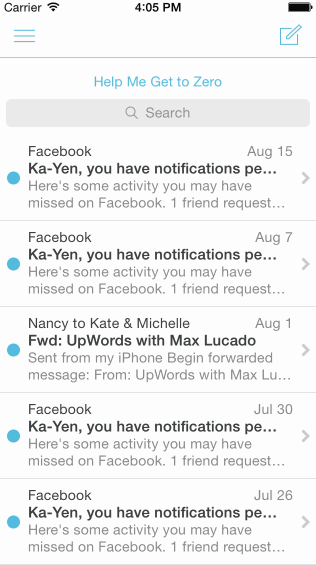 Carrier 4:05 PM
Help Me Get to Zero
Search
Facebook Aug 15
Ka-Yen, you have notifications pe...
Here's some activity you may have
missed on Facebook. 1 friend request...
Facebook Aug 7
Ka-Yen, you have notifications pe...
Here's some activity you may have
missed on Facebook. 1 friend request...
Nancy to Kate & Michelle Aug 1
Fwd: UpWords with Max Lucado
Sent from my iPhone Begin forwarded
message: From: UpWords with Max Lu...
Facebook Jul 30
Ka-Yen, you have notifications pe...
Here's some activity you may have
missed on Facebook. 1 friend request...
Facebook Jul 26
Ka-Yen, you have notifications pe...
Here's some activity you may have
missed on Facebook. 1 friend request...